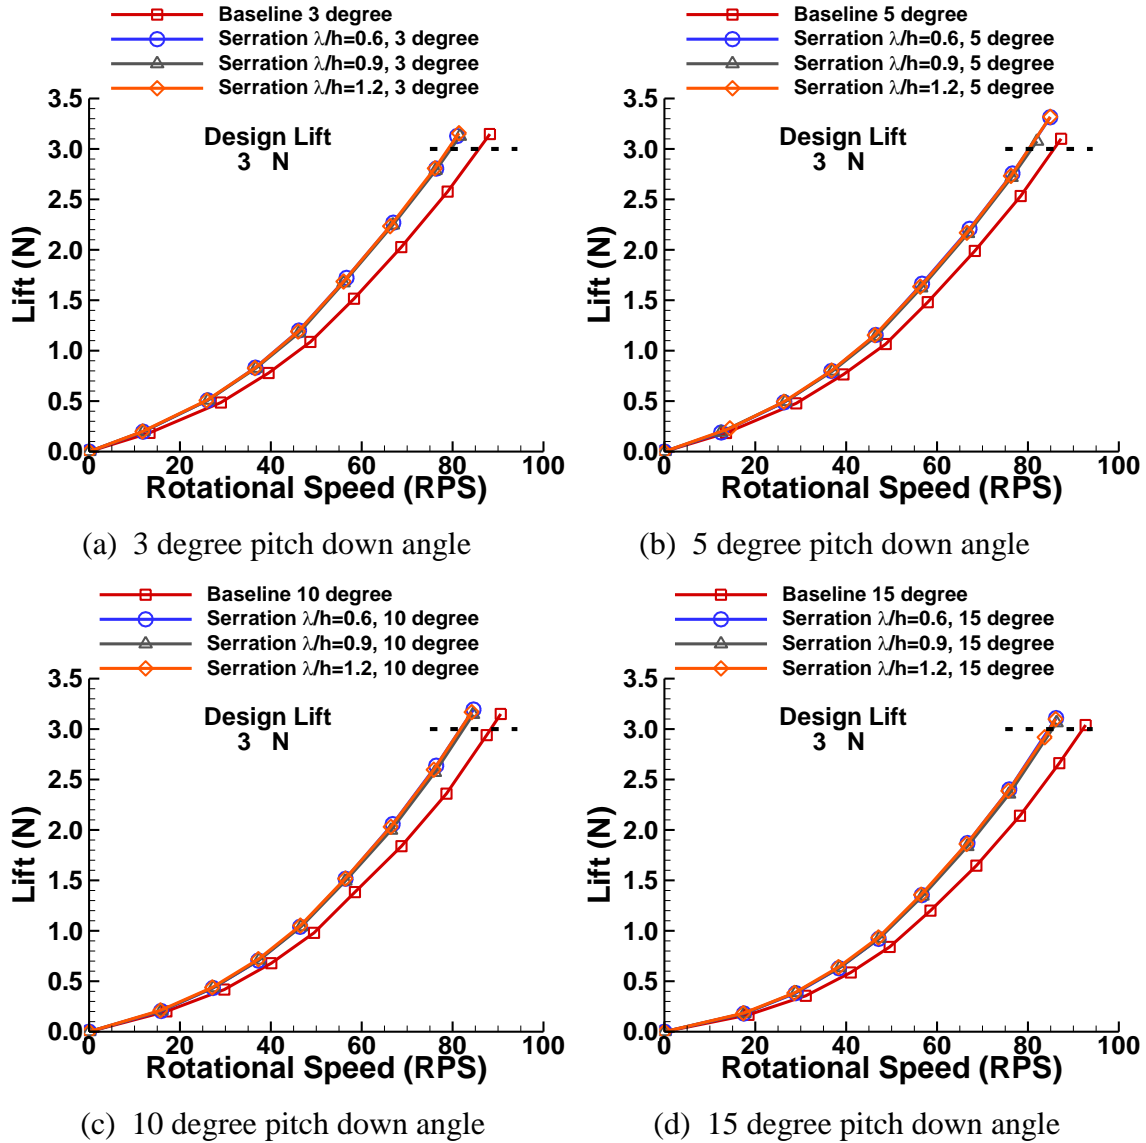 Baseline 3 degree
Serration λ/h=0.6, 3 degree
Serration λ/h=0.9, 3 degree
Serration λ/h=1.2, 3 degree
Design Lift
3 N
Lift (N)
3.5
3.0
2.5
2.0
1.5
1.0
0.5
0.0
0 20 40 60 80 100
Rotational Speed (RPS)
(a) 3 degree pitch down angle
Baseline 5 degree
Serration λ/h=0.6, 5 degree
Serration λ/h=0.9, 5 degree
Serration λ/h=1.2, 5 degree
Design Lift
3 N
Lift (N)
3.5
3.0
2.5
2.0
1.5
1.0
0.5
0.0
0 20 40 60 80 100
Rotational Speed (RPS)
(b) 5 degree pitch down angle
Baseline 10 degree
Serration λ/h=0.6, 10 degree
Serration λ/h=0.9, 10 degree
Serration λ/h=1.2, 10 degree
Design Lift
3 N
Lift (N)
3.5
3.0
2.5
2.0
1.5
1.0
0.5
0.0
0 20 40 60 80 100
Rotational Speed (RPS)
(c) 10 degree pitch down angle
Baseline 15 degree
Serration λ/h=0.6, 15 degree
Serration λ/h=0.9, 15 degree
Serration λ/h=1.2, 15 degree
Design Lift
3 N
Lift (N)
3.5
3.0
2.5
2.0
1.5
1.0
0.5
0.0
0 20 40 60 80 100
Rotational Speed (RPS)
(d) 15 degree pitch down angle